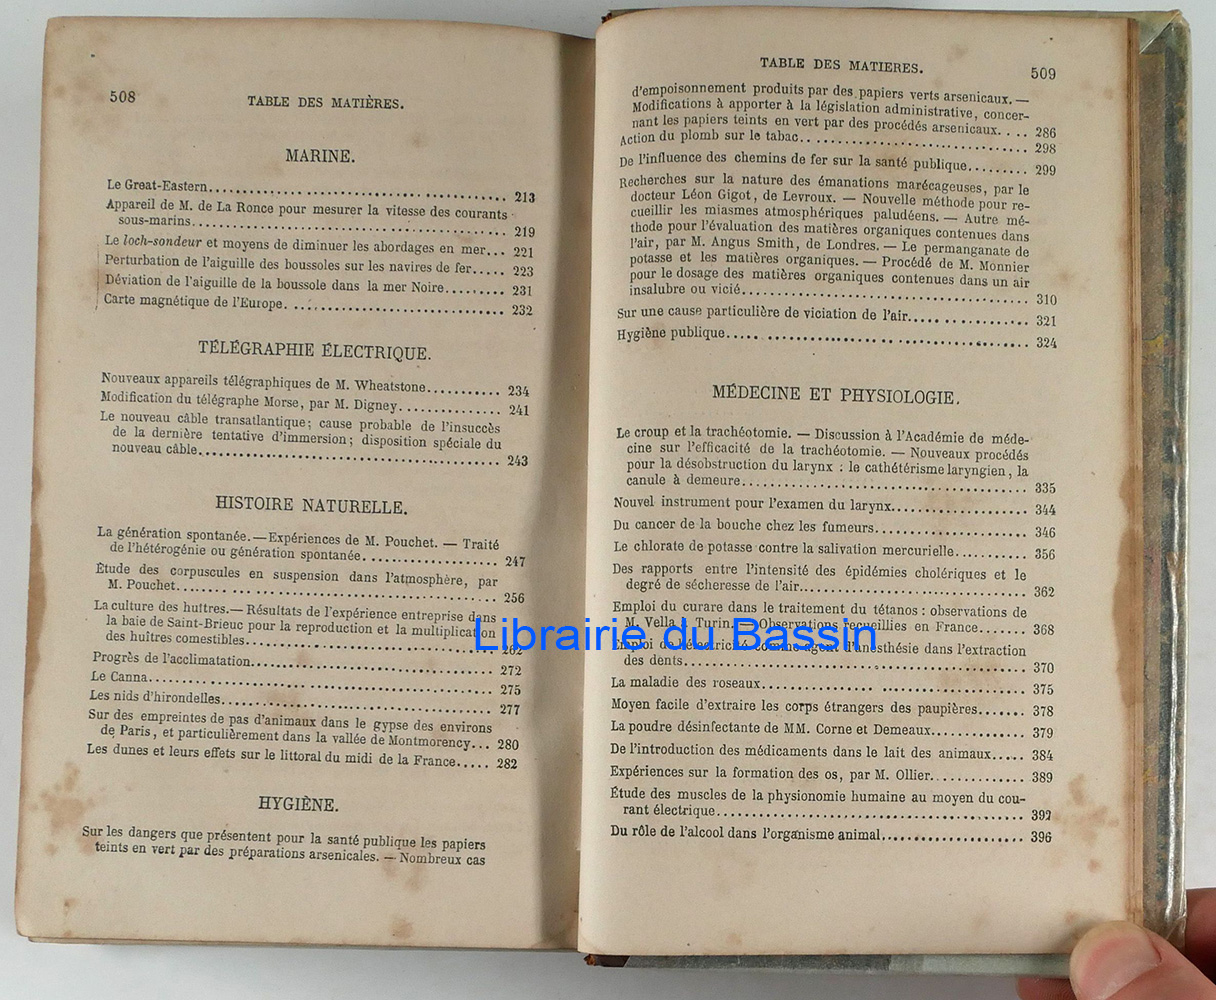 508
TABLE DES MATIÈRES.
MARINE.
Le Great-Eastern........ 213
Appareil de M. de La Ronce pour mesurer la vitesse des courants
sous-marins........ 219
Le loch-sondeur et moyens de diminuer les abordages en mer... 221
Perturbation de l'aiguille des boussoles sur les navires de fer..... 223
Déviation de l'aiguille de la boussole dans la mer Noire......... 231
Carte magnétique de l'Europe. ........ 232
TÉLÉGRAPHIE ÉLECTRIQUE.
Nouveaux appareils télégraphiques de M. Wheatstone........... 234
Modification du télégraphe Morse, par M. Digney............... 241
Le nouveau câble transatlantique; cause probable de l'insuccès
de la dernière tentative d'immersion; disposition spéciale du
nouveau câble........ 243
HISTOIRE NATURELLE.
La génération spontanée.—Expériences de M. Pouchet. — Traité
de l'hétérogénie ou génération spontanée........ 247
Étude des corpuscules en suspension dans l'atmosphère, par
M. Pouchet........ 256
La culture des huîtres.— Résultats de l'expérience entreprise dans
la baie de Saint-Brieuc pour la reproduction et la multiplication
des huîtres comestibles........ 262
Progrès de l'acclimatation........ 272
Le Canna........ 275
Les nids d'hirondelles........ 277
Sur des empreintes de pas d'animaux dans le gypse des environs
de Paris, et particulièrement dans la vallée de Montmorency... 280
Les dunes et leurs effets sur le littoral du midi de la France..... 282
HYGIÈNE.
Sur les dangers que présentent pour la santé publique les papiers
teints en vert par des préparations arsenicales. — Nombreux cas
TABLE DES MATIERES.
509
d'empoisonnement produits par des papiers verts arsenicaux. —
Modifications à apporter à la législation administrative, concer-
nant les papiers teints en vert par des procédés arsenicaux.... 286
Action du plomb sur le tabac........ 298
De l'influence des chemins de fer sur la santé publique......... 299
Recherches sur la nature des émanations marécageuses, par le
docteur Léon Gigot, de Levroux. — Nouvelle méthode pour re-
cueillir les miasmes atmosphériques paludéens. — Autre mé-
thode pour l'évaluation des matières organiques contenues dans
l'air, par M. Angus Smith, de Londres. — Le permanganate de
potasse et les matières organiques. — Procédé de M. Monnier
pour le dosage des matières organiques contenues dans un air
insalubre ou vicié........ 310
Sur une cause particulière de viciation de l'air........ 321
Hygiène publique........ 324
MÉDECINE ET PHYSIOLOGIE.
Le croup et la trachéotomie. — Discussion à l'Académie de méde-
cine sur l'efficacité de la trachéotomie. — Nouveaux procédés
pour la désobstruction du larynx : le cathétérisme laryngien, la
canule à demeure........ 335
Nouvel instrument pour l'examen du larynx........ 344
Du cancer de la bouche chez les fumeurs........ 346
Le chlorate de potasse contre la salivation mercurielle.......... 356
Des rapports entre l'intensité des épidémies cholériques et le
degré de sécheresse de l'air........ 362
Emploi du curare dans le traitement du tétanos : observations de
M. Vella à Turin. — Observations recueillies en France....... 368
Emploi de l'électricité comme agent d'anesthésie dans l'extraction
des dents........ 370
La maladie des roseaux........ 375
Moyen facile d'extraire les corps étrangers des paupières....... 378
La poudre désinfectante de MM. Corne et Demeaux............. 379
De l'introduction des médicaments dans le lait des animaux..... 384
Expériences sur la formation des os, par M. Ollier............. 389
Étude des muscles de la physionomie humaine au moyen du cou-
rant électrique........ 392
Du rôle de l'alcool dans l'organisme animal........ 396
Librairie du Bassin